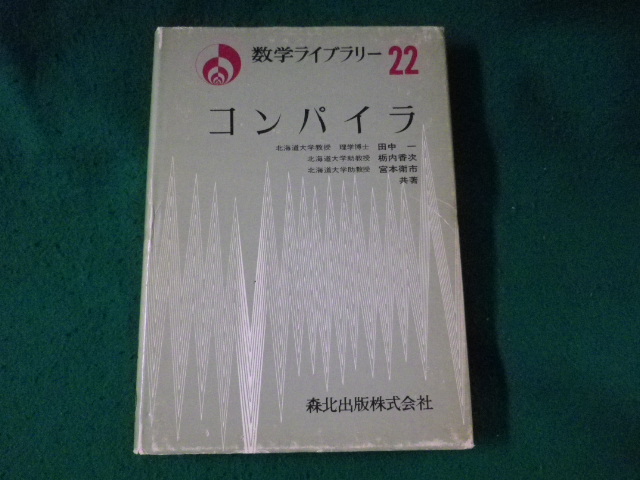 数学ライブラリー 22
コンパイラ
北海道大学教授 理学博士 田中 一
北海道大学助教授 栃内香次
北海道大学助教授 宮本衛市
共著
森北出版株式会社